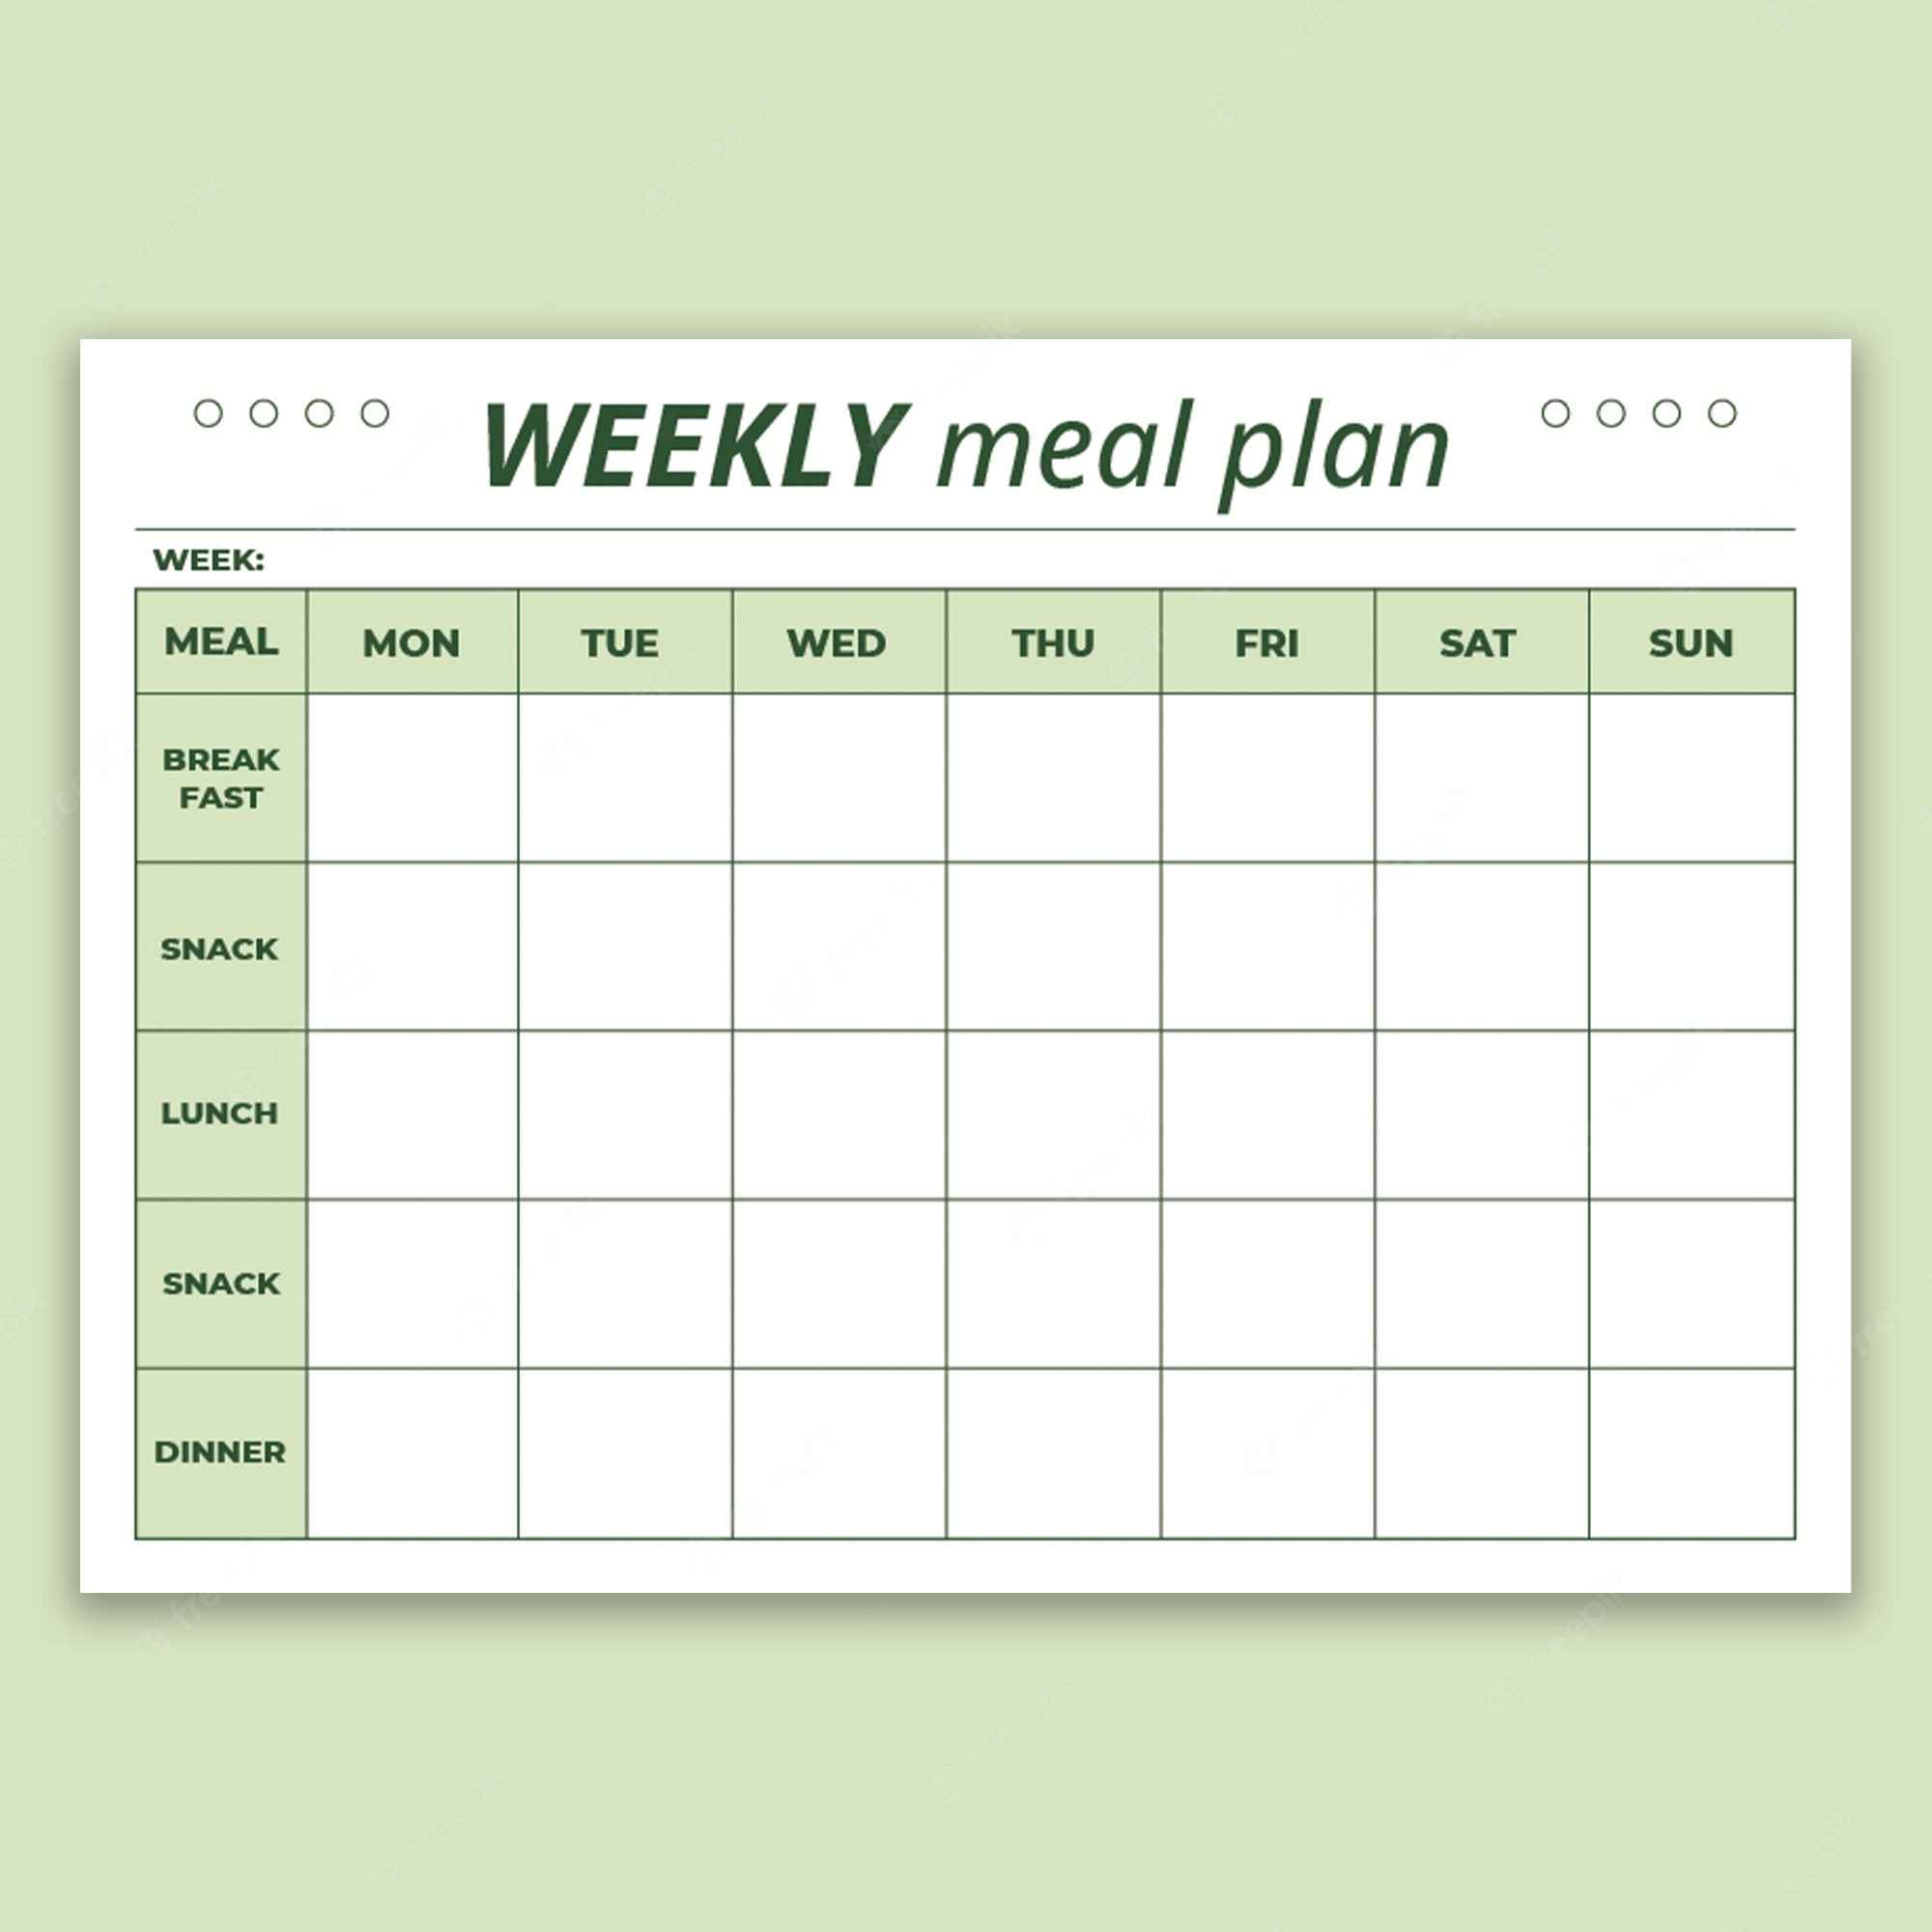 WEEKLY meal plan
WEEK:
MEAL MON TUE WED THU FRI SAT SUN
BREAK
FAST
SNACK
LUNCH
SNACK
DINNER